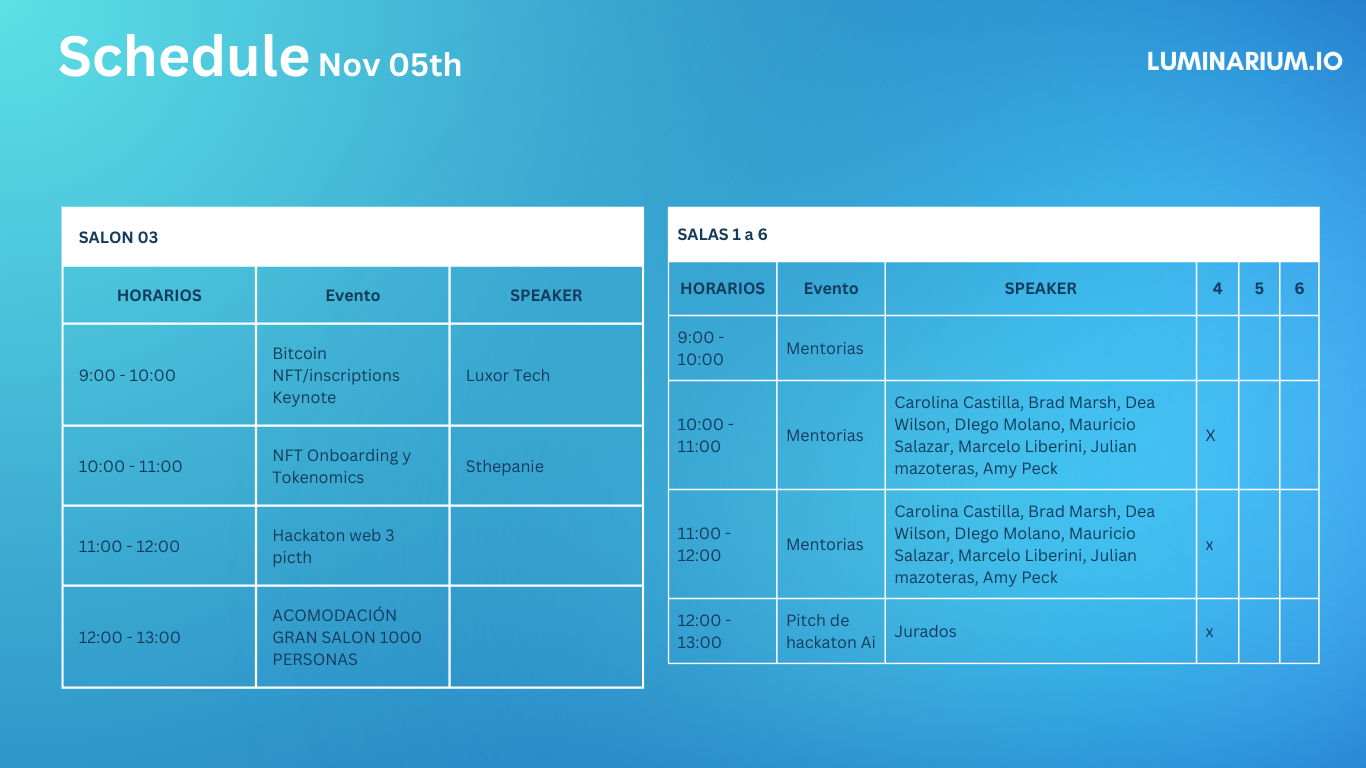 Schedule Nov 05th
LUMINARIUM.IO
SALON 03
HORARIOS Evento SPEAKER
9:00 - 10:00
Bitcoin
NFT/inscriptions
Keynote
Luxor Tech
10:00 - 11:00
NFT Onboarding y
Tokenomics
Sthepanie
11:00 - 12:00
Hackaton web 3
picth
12:00 - 13:00
ACOMODACIÓN
GRAN SALON 1000
PERSONAS
SALAS 1 a 6
HORARIOS Evento SPEAKER 4 5 6
9:00 -
10:00
Mentorias
10:00 -
11:00
Mentorias
Carolina Castilla, Brad Marsh, Dea
Wilson, DIego Molano, Mauricio
Salazar, Marcelo Liberini, Julian
mazoteras, Amy Peck
X
11:00 -
12:00
Mentorias
Carolina Castilla, Brad Marsh, Dea
Wilson, DIego Molano, Mauricio
Salazar, Marcelo Liberini, Julian
mazoteras, Amy Peck
x
12:00 -
13:00
Pitch de
hackaton Ai
Jurados
x